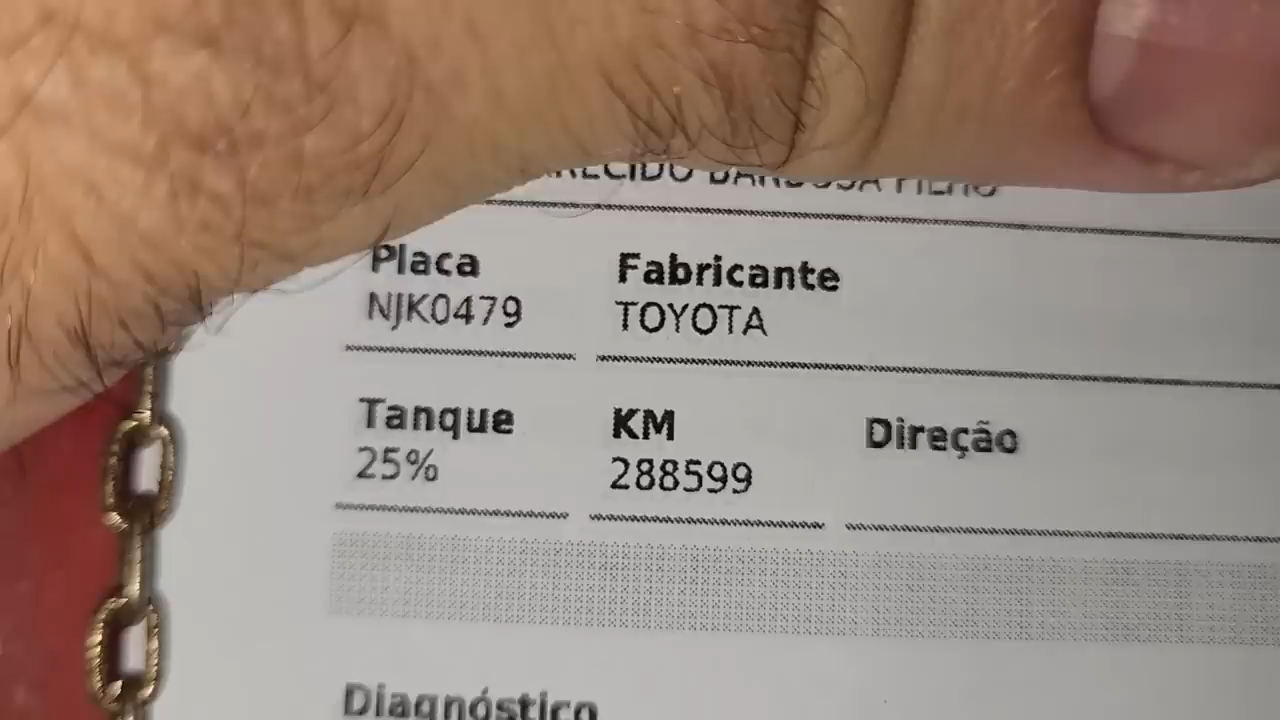 Placa Fabricante
NJK0479 TOYOTA
Tanque KM Direção
25% 288599
Diagnóstico